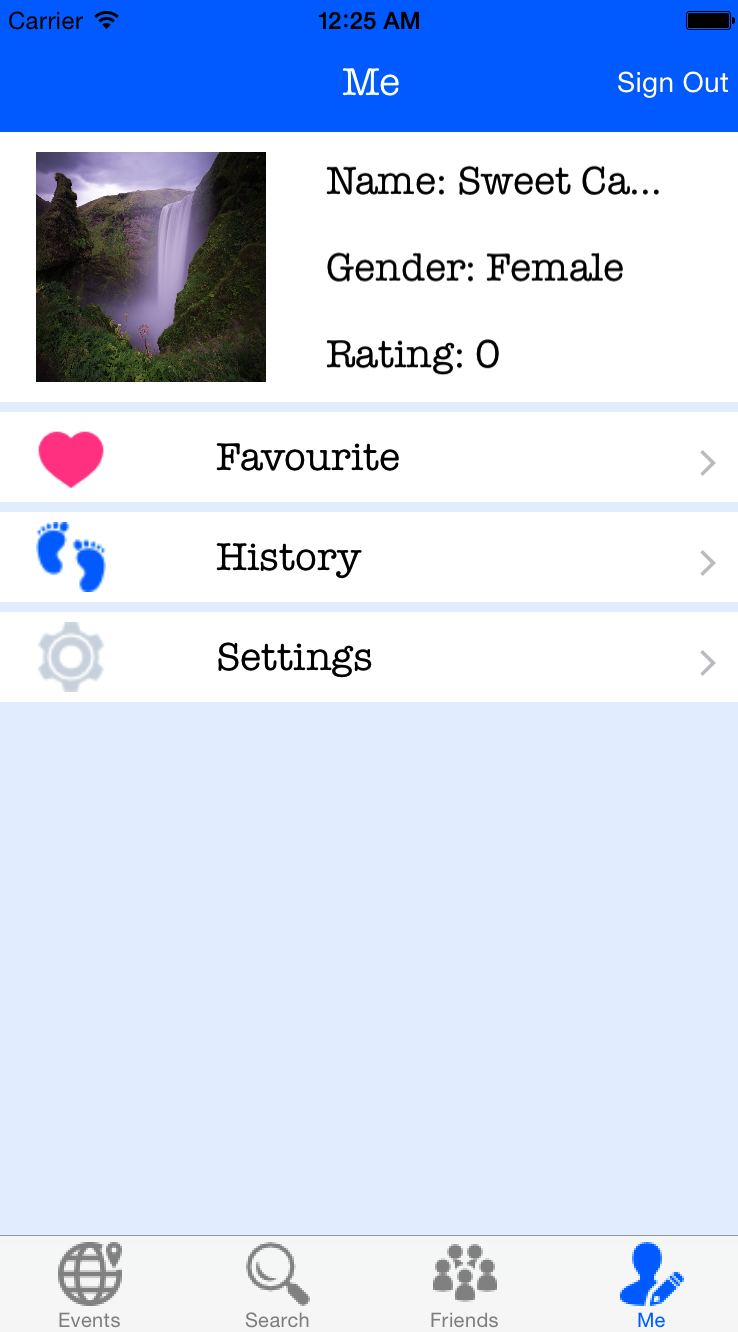 Carrier 12:25 AM
Me Sign Out
Name: Sweet Ca...
Gender: Female
Rating: 0
Favourite
History
Settings
Events Search Friends Me